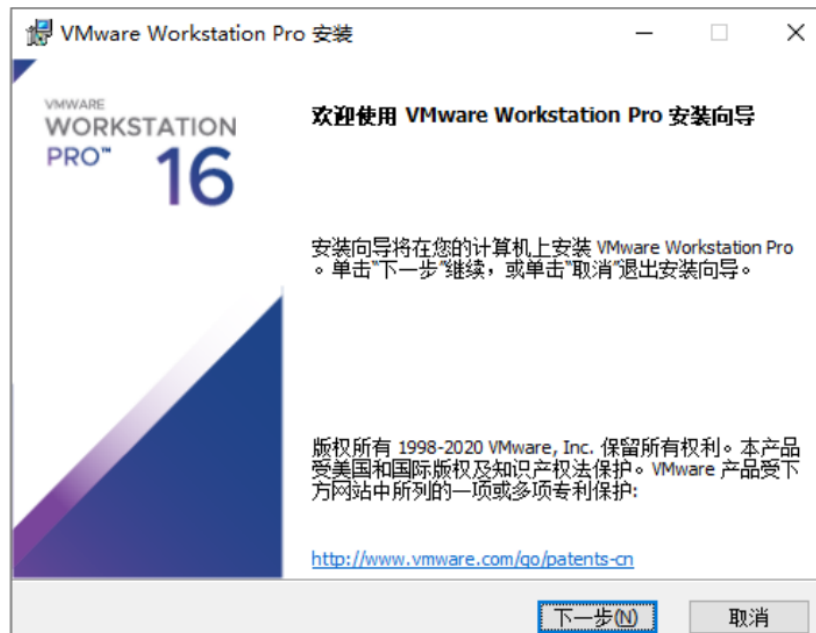 VMware Workstation Pro 安装
VMWARE
WORKSTATION
PRO™ 16
欢迎使用 VMware Workstation Pro 安装向导
安装向导将在您的计算机上安装 VMware Workstation Pro
。单击"下一步"继续，或单击"取消"退出安装向导。
版权所有 1998-2020 VMware, Inc. 保留所有权利。本产品
受美国和国际版权及知识产权法保护。VMware 产品受下
方网站中所列的一项或多项专利保护:
http://www.vmware.com/go/patents-cn
下一步(N)
取消